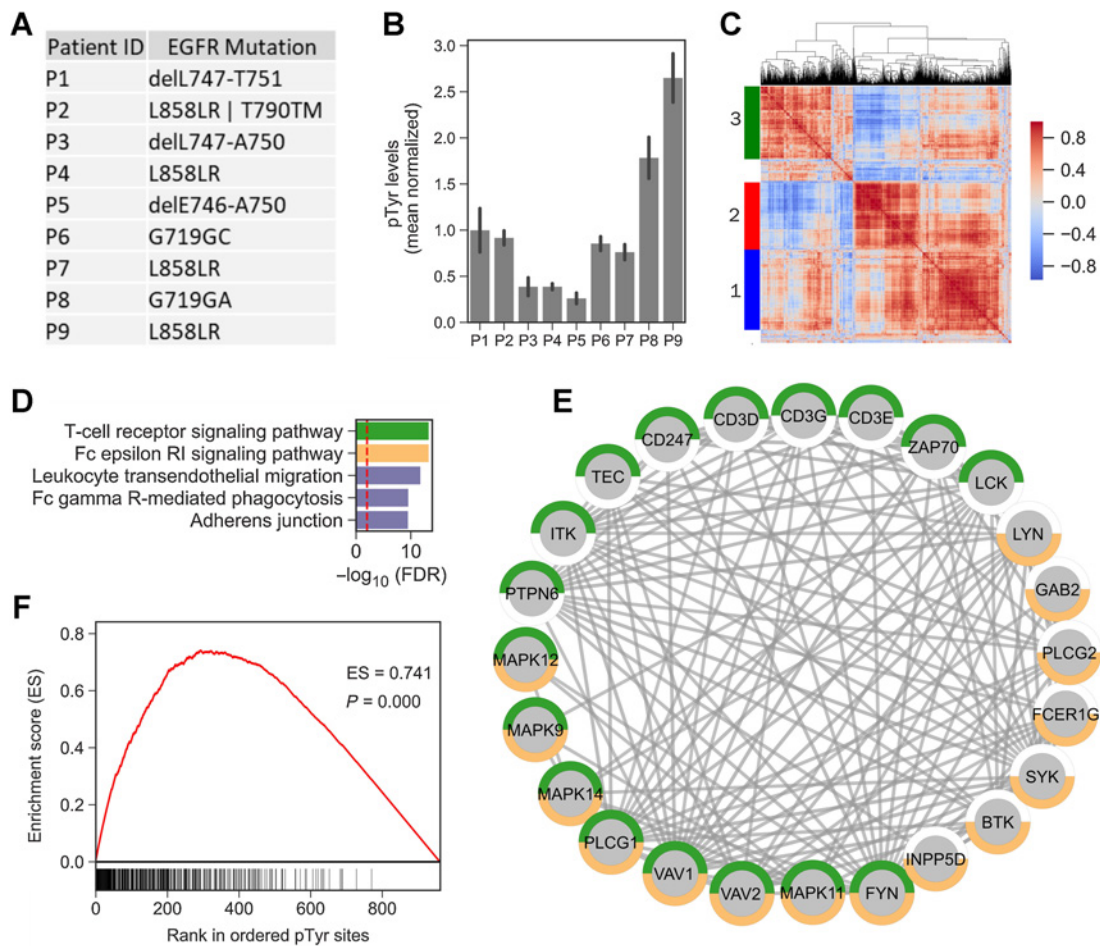 A
Patient ID EGFR Mutation
P1 delL747-T751
P2 L858LR | T790TM
P3 delL747-A750
P4 L858LR
P5 delE746-A750
P6 G719GC
P7 L858LR
P8 G719GA
P9 L858LR
B
pTyr levels
(mean normalized)
3.0
2.5
2.0
1.5
1.0
0.5
0.0
P1 P2 P3 P4 P5 P6 P7 P8 P9
C
3
2
1
0.8
0.4
0.0
−0.4
−0.8
D
T-cell receptor signaling pathway
Fc epsilon RI signaling pathway
Leukocyte transendothelial migration
Fc gamma R-mediated phagocytosis
Adherens junction
0 10
−log10 (FDR)
E
CD3D
CD3G
CD3E
ZAP70
LCK
LYN
GAB2
PLCG2
FCER1G
SYK
BTK
INPP5D
FYN
MAPK11
VAV2
VAV1
PLCG1
MAPK14
MAPK9
MAPK12
PTPN6
ITK
TEC
CD247
F
Enrichment score (ES)
0.8
0.6
0.4
0.2
0.0
ES = 0.741
P = 0.000
0 200 400 600 800
Rank in ordered pTyr sites